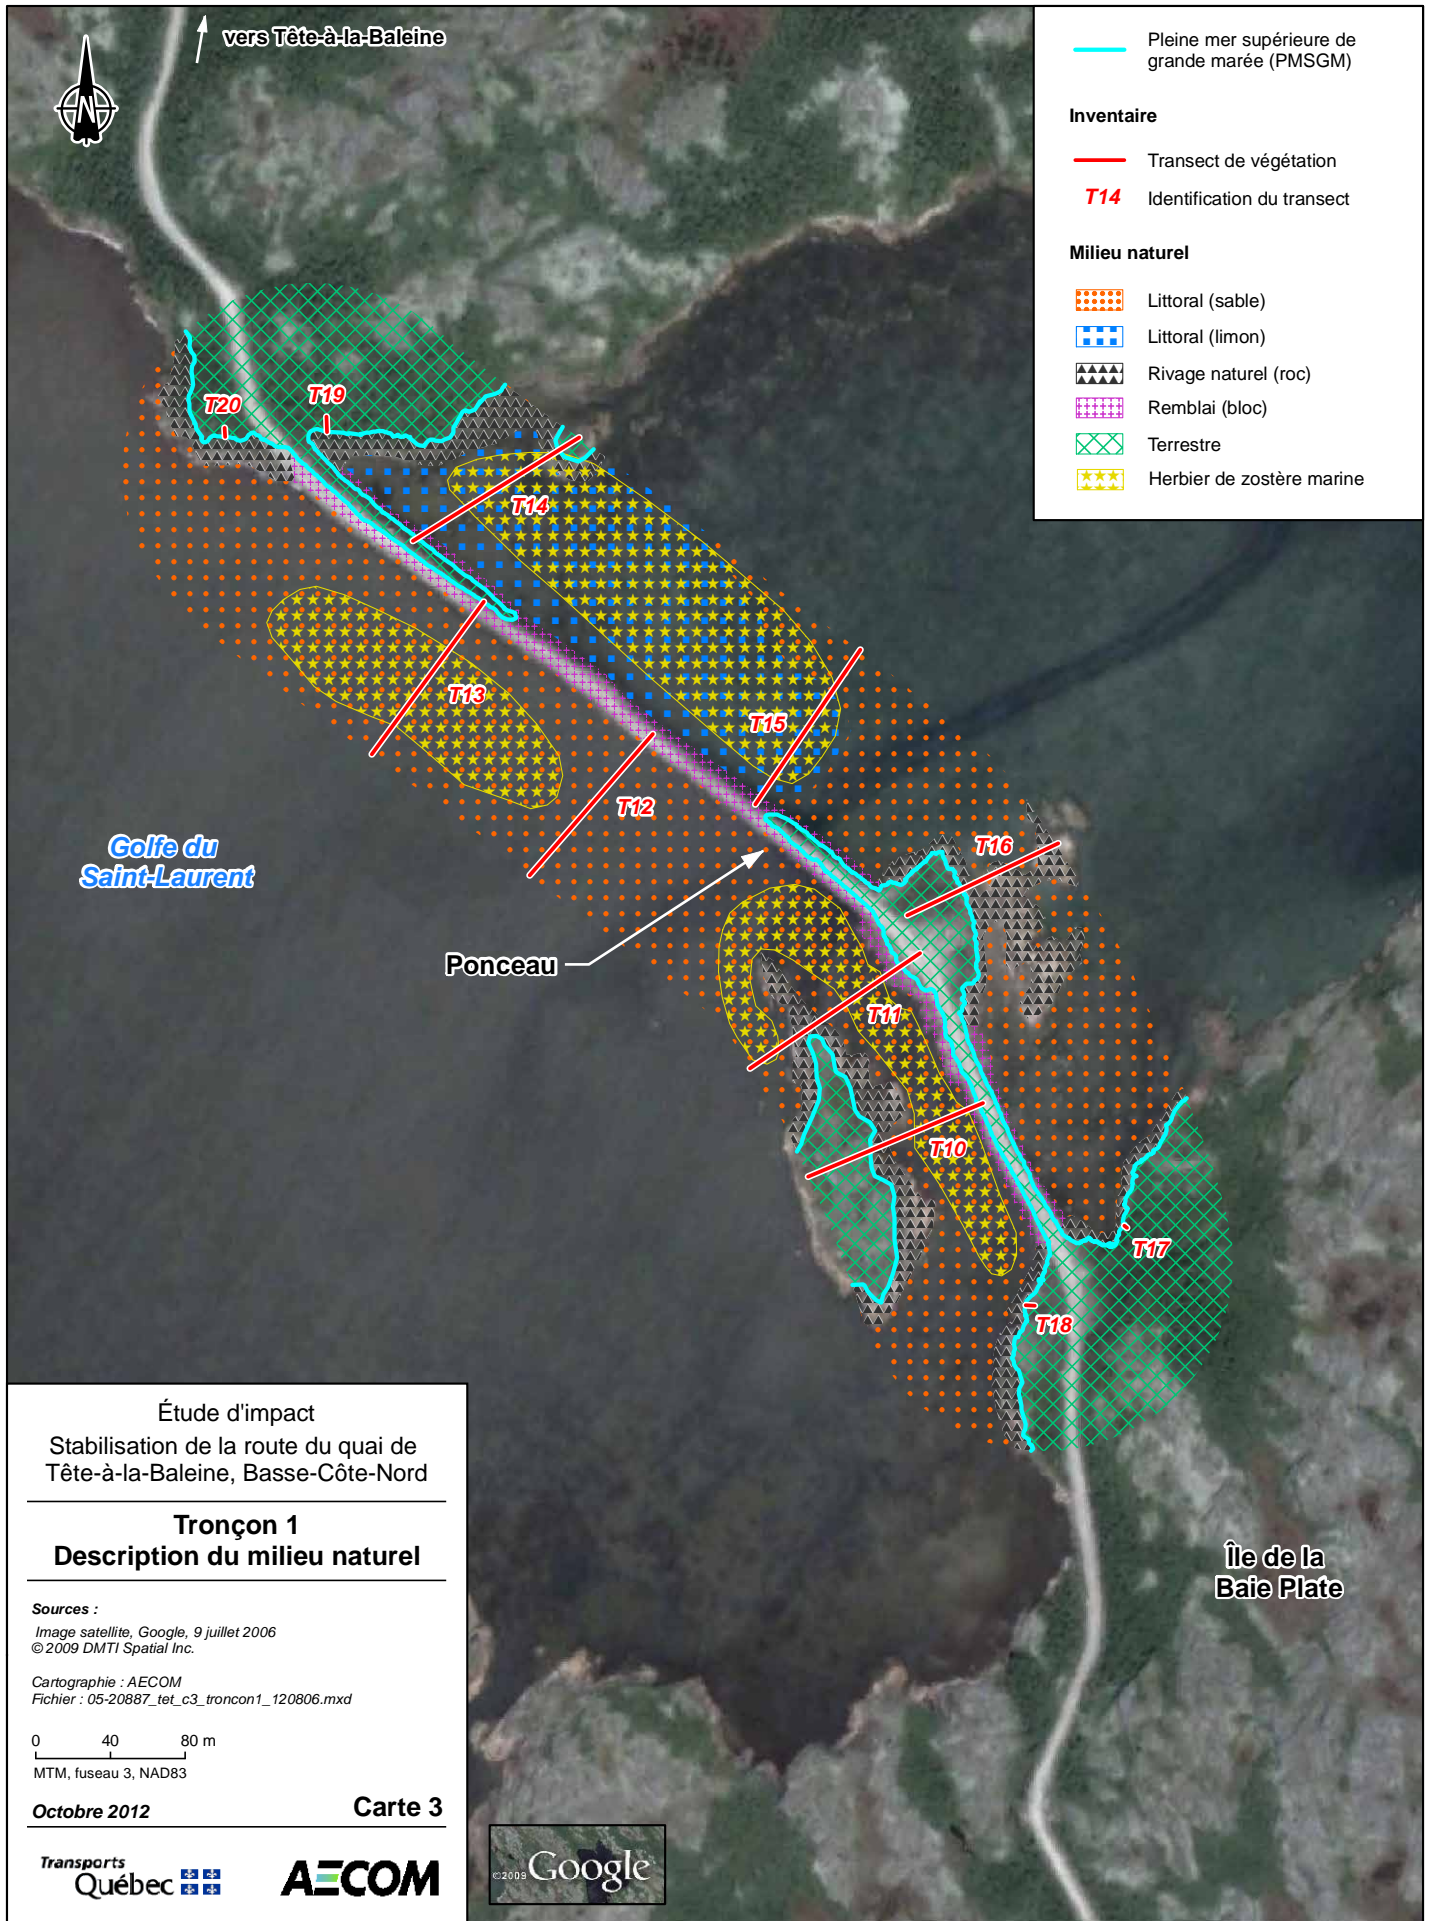 vers Tête-à-la-Baleine
N
Pleine mer supérieure de
grande marée (PMSGM)
Inventaire
Transect de végétation
T14 Identification du transect
Milieu naturel
Littoral (sable)
Littoral (limon)
Rivage naturel (roc)
Remblai (bloc)
Terrestre
Herbier de zostère marine
T20
T19
T14
T13
T15
T12
T16
Golfe du
Saint-Laurent
Ponceau
T11
T10
T17
T18
Île de la
Baie Plate
Étude d'impact
Stabilisation de la route du quai de
Tête-à-la-Baleine, Basse-Côte-Nord
Tronçon 1
Description du milieu naturel
Sources :
Image satellite, Google, 9 juillet 2006
© 2009 DMTI Spatial Inc.
Cartographie : AECOM
Fichier : 05-20887_tet_c3_troncon1_120806.mxd
0 40 80 m
MTM, fuseau 3, NAD83
Octobre 2012 Carte 3
Transports
Québec
AECOM
©2009 Google